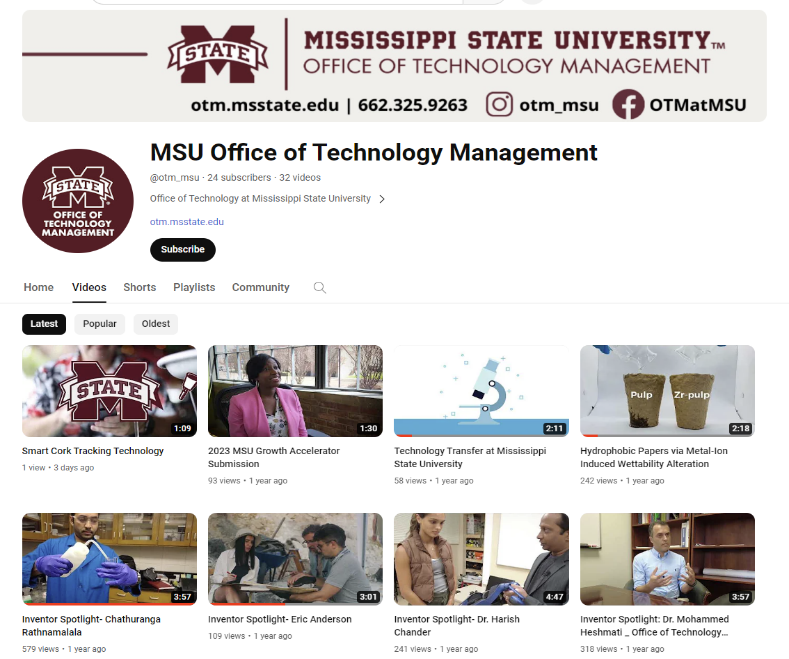 STATE
MISSISSIPPI STATE UNIVERSITY™
OFFICE OF TECHNOLOGY MANAGEMENT
otm.msstate.edu | 662.325.9263 otm_msu OTMatMSU
STATE
OFFICE OF
TECHNOLOGY
MANAGEMENT
MSU Office of Technology Management
@otm_msu · 24 subscribers · 32 videos
Office of Technology at Mississippi State University
otm.msstate.edu
Subscribe
Home Videos Shorts Playlists Community
Latest Popular Oldest
STATE
1:09
1:30
2:11
Pulp Zr-pulp
2:18
Smart Cork Tracking Technology
1 view • 3 days ago
2023 MSU Growth Accelerator
Submission
93 views • 1 year ago
Technology Transfer at Mississippi
State University
58 views • 1 year ago
Hydrophobic Papers via Metal-Ion
Induced Wettability Alteration
242 views • 1 year ago
3:57
3:01
4:47
3:57
Inventor Spotlight- Chathuranga
Rathnamalala
579 views • 1 year ago
Inventor Spotlight- Eric Anderson
109 views • 1 year ago
Inventor Spotlight- Dr. Harish
Chander
241 views • 1 year ago
Inventor Spotlight: Dr. Mohammed
Heshmati _ Office of Technology...
318 views • 1 year ago